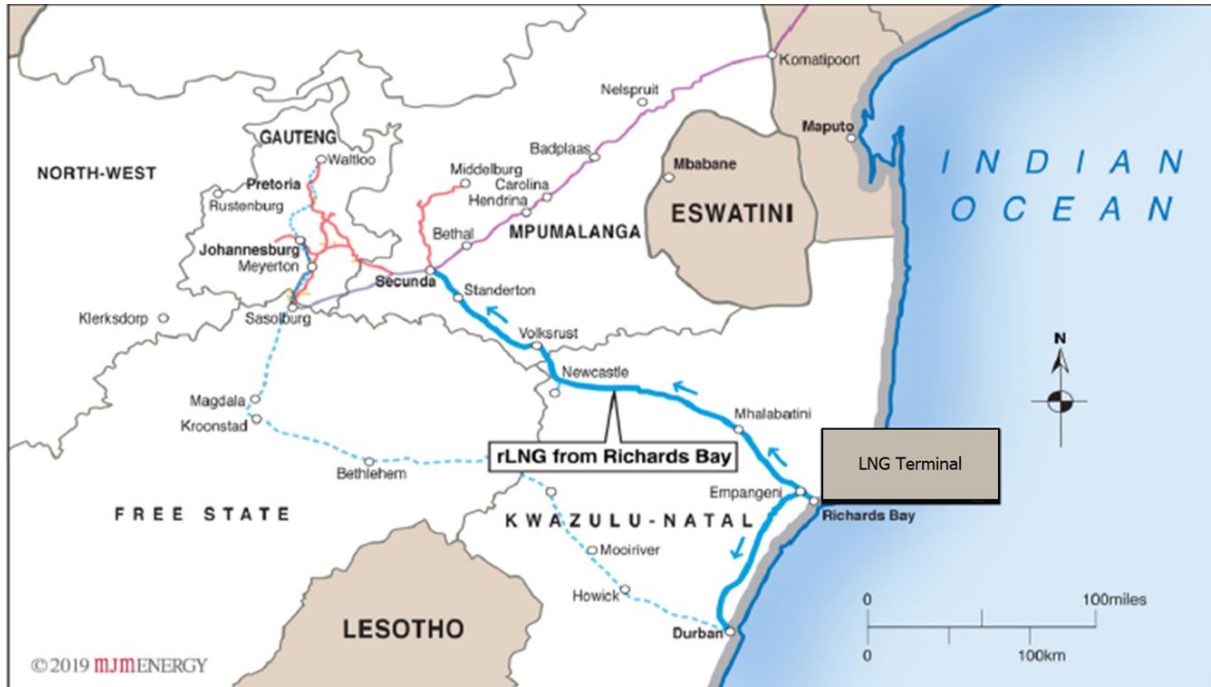 Komatipoort
Nelspruit
GAUTENG
Waltloo
Maputo
INDIAN
OCEAN
NORTH-WEST
Badplaas
Mbabane
Middelburg
Pretoria
Rustenburg
Carolina
Hendrina
ESWATINI
MPUMALANGA
Bethal
Johannesburg
Meyerton
Secunda
Standerton
Klerksdorp
Sasolburg
Volksrust
N
Newcastle
Magdala
Kroonstad
Mhalabatini
rLNG from Richards Bay
LNG Terminal
Bethlehem
Empangeni
Richards Bay
FREE STATE
KWAZULU-NATAL
Mooiriver
Howick
0
100miles
LESOTHO
Durban
0
100km
©2019 MJMENERGY